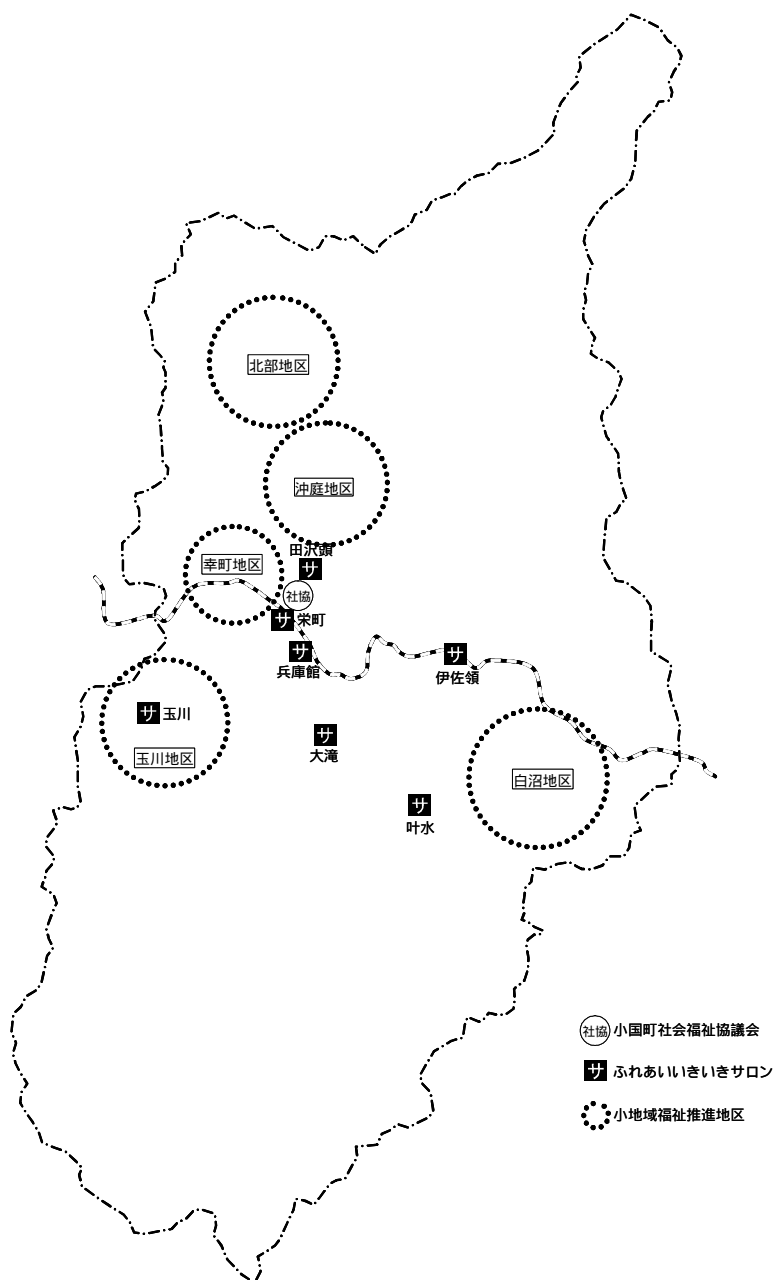 北部地区
沖庭地区
田沢頭
サ
幸町地区
社協
サ 栄町
サ
兵庫館
サ
伊佐領
サ 玉川
玉川地区
サ
大滝
白沼地区
サ
叶水
社協 小国町社会福祉協議会
サ ふれあいいきいきサロン
小地域福祉推進地区